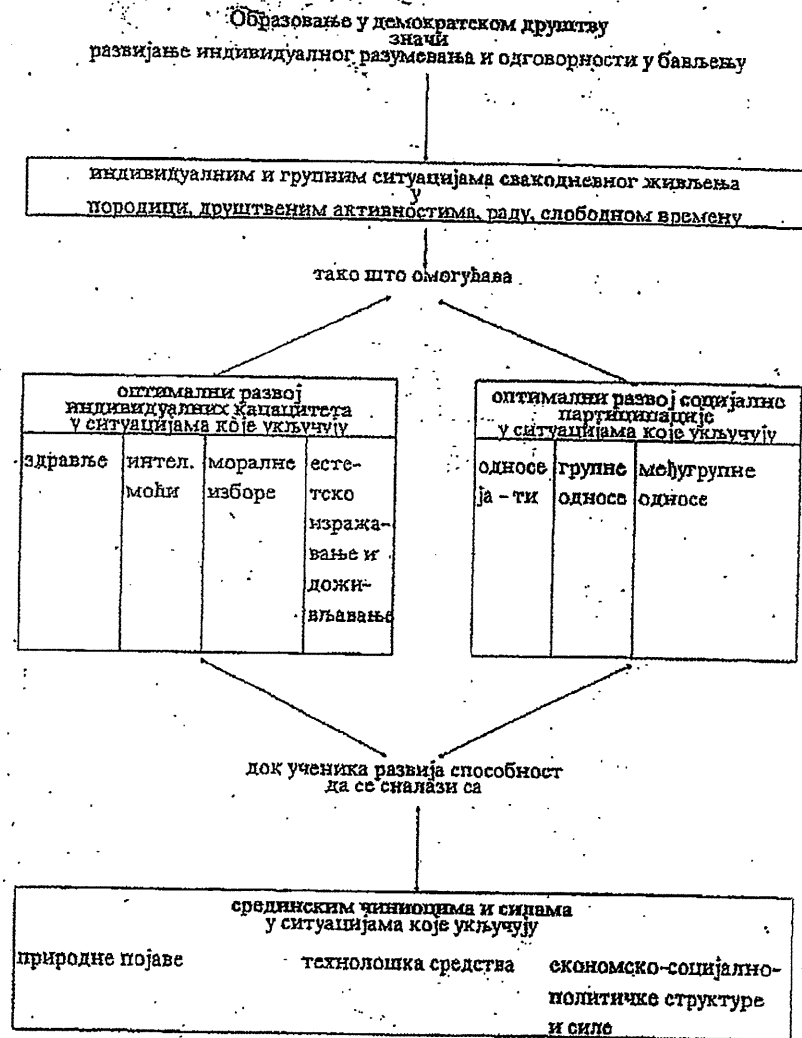 Образовање у демократском друштву
значи
развијање индивидуалног разумевања и одговорности у бављењу
индивидуалним и групним ситуацијама свакодневног живљења
у
породици, друштвеним активностима, раду, слободном времену
тако што омогућава
оптимални развој
индивидуалних капацитета
у ситуацијама које укључују
здравље
интел.
моћи
моралне
изборе
есте-
тско
изража-
вање и
дожи-
вљавање
оптимални развој социјалне
партиципације
у ситуацијама које укључују
односе
ја – ти
групне
односе
међугрупне
односе
док ученика развија способност
да се сналази са
срединским чиниоцима и силама
у ситуацијама које укључују
природне појаве
технолошка средства
економско-социјално-
политичке структуре
и силе